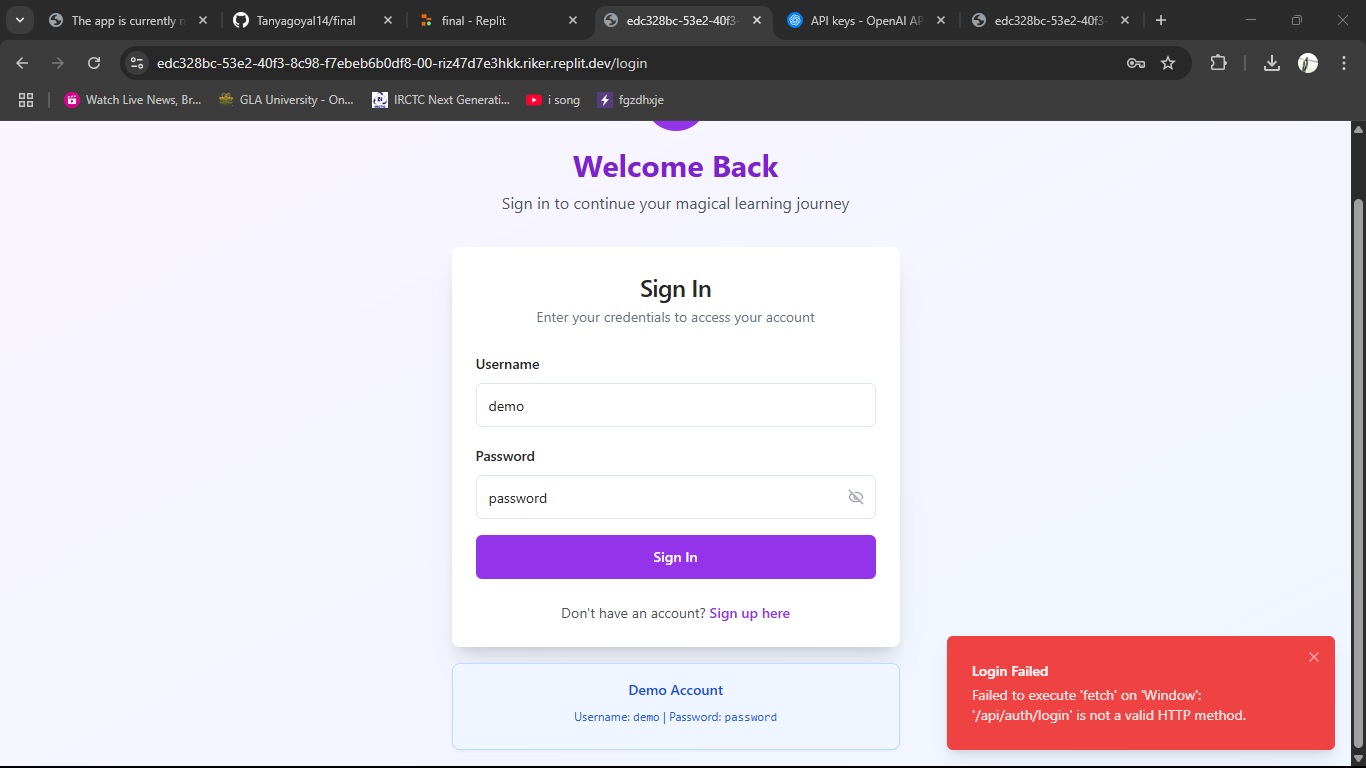 The app is currently n
Tanyagoyal14/final
final - Replit
edc328bc-53e2-40f3-
API keys - OpenAI AP
edc328bc-53e2-40f3-
edc328bc-53e2-40f3-8c98-f7ebeb6b0df8-00-riz47d7e3hkk.riker.replit.dev/login
Watch Live News, Br...
GLA University - On...
IRCTC Next Generati...
i song
fgzdhxje
Welcome Back
Sign in to continue your magical learning journey
Sign In
Enter your credentials to access your account
Username
demo
Password
password
Sign In
Don't have an account? Sign up here
Demo Account
Username: demo | Password: password
Login Failed
Failed to execute 'fetch' on 'Window':
'/api/auth/login' is not a valid HTTP method.